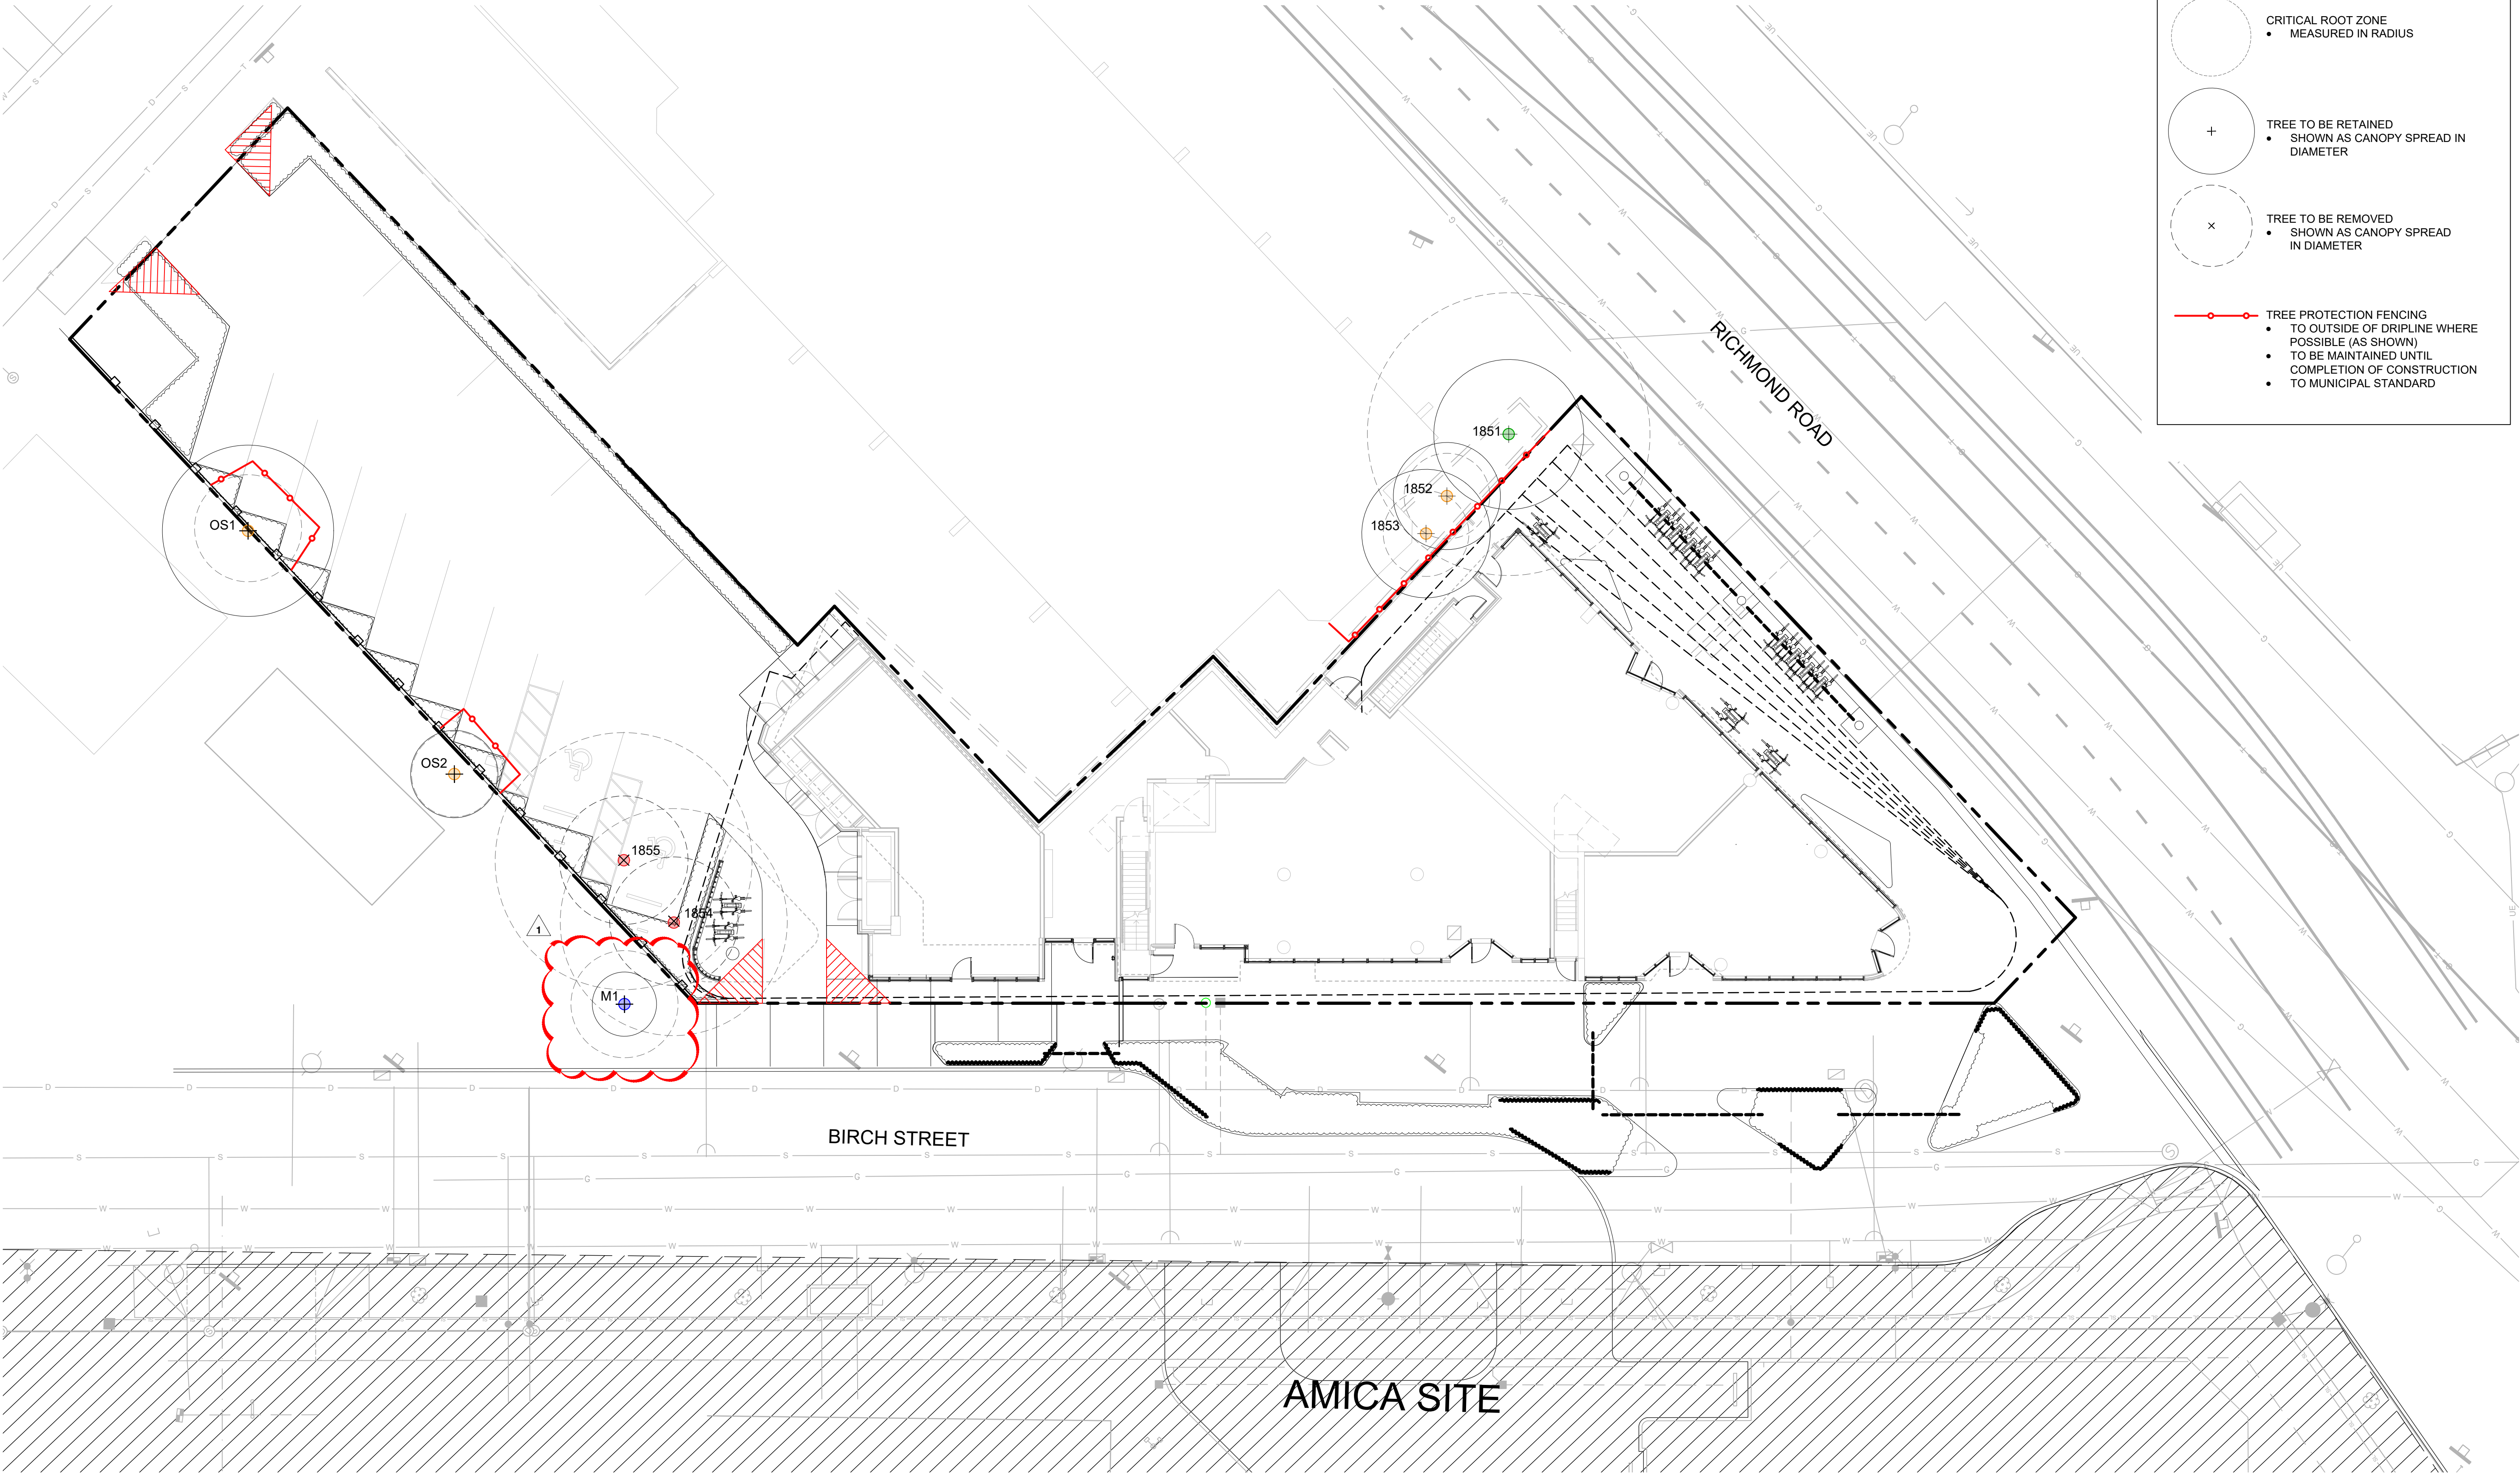 CRITICAL ROOT ZONE
• MEASURED IN RADIUS
TREE TO BE RETAINED
• SHOWN AS CANOPY SPREAD IN
DIAMETER
TREE TO BE REMOVED
• SHOWN AS CANOPY SPREAD
IN DIAMETER
TREE PROTECTION FENCING
• TO OUTSIDE OF DRIPLINE WHERE
POSSIBLE (AS SHOWN)
• TO BE MAINTAINED UNTIL
COMPLETION OF CONSTRUCTION
• TO MUNICIPAL STANDARD
RICHMOND ROAD
1851
1852
1853
OS1
OS2
1855
1854
1
M1
BIRCH STREET
AMICA SITE